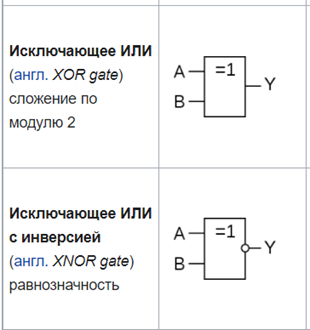 Исключающее ИЛИ
(англ. XOR gate)
сложение по
модулю 2
A
B
=1
Y
Исключающее ИЛИ
с инверсией
(англ. XNOR gate)
равнозначность
A
B
=1
Y